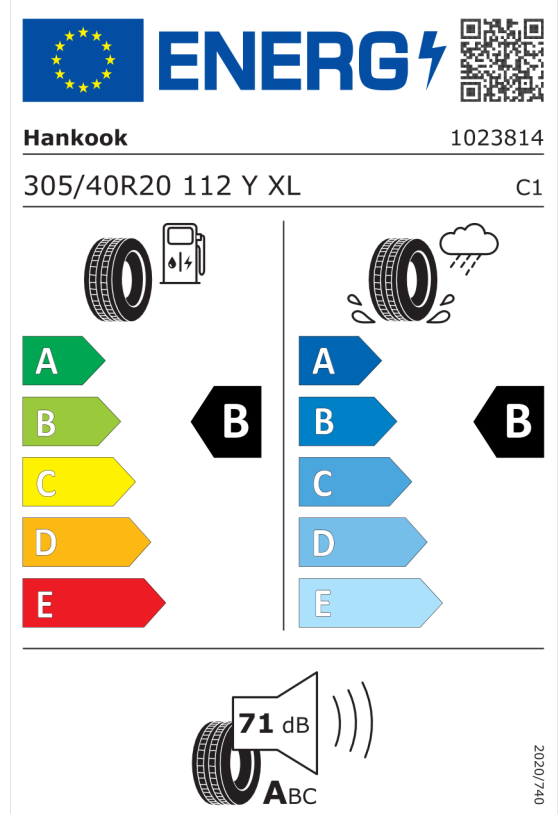 ENERG
Hankook 1023814
305/40R20 112 Y XL C1
A
B
C
D
E
B
A
B
C
D
E
B
71 dB
ABC
2020/740